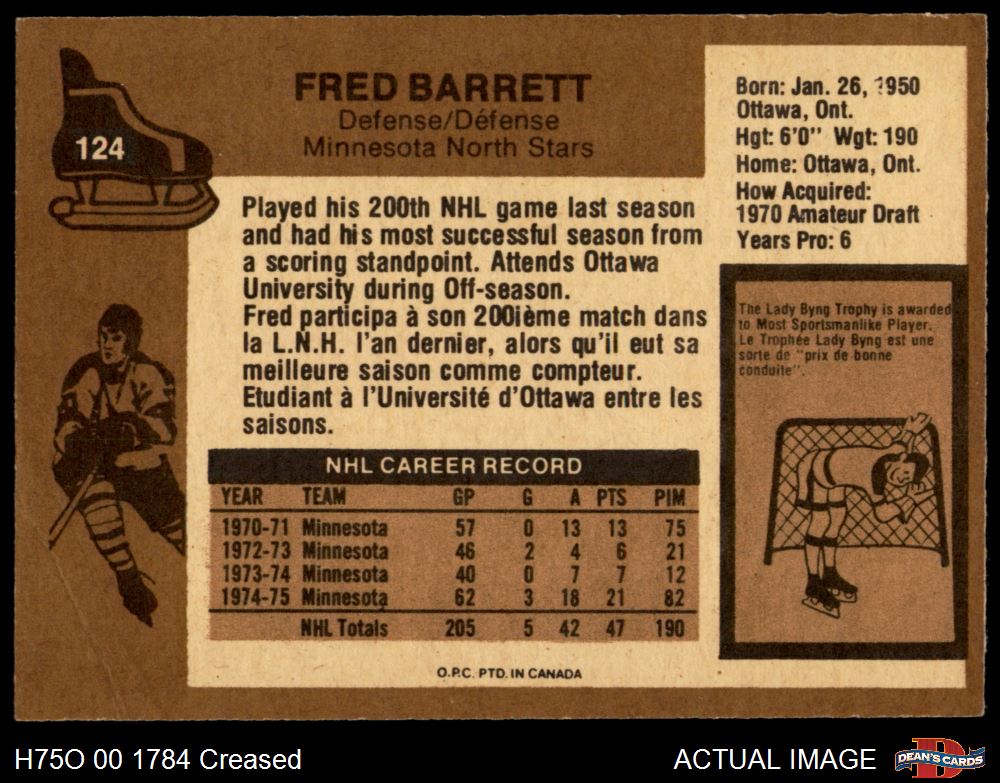 124
FRED BARRETT
Defense/Défense
Minnesota North Stars
Born: Jan. 26, 1950
Ottawa, Ont.
Hgt: 6'0" Wgt: 190
Home: Ottawa, Ont.
How Acquired:
1970 Amateur Draft
Years Pro: 6
Played his 200th NHL game last season
and had his most successful season from
a scoring standpoint. Attends Ottawa
University during Off-season.
Fred participa à son 200ième match dans
la L.N.H. l'an dernier, alors qu'il eut sa
meilleure saison comme compteur.
Etudiant à l'Université d'Ottawa entre les
saisons.
The Lady Byng Trophy is awarded
to Most Sportsmanlike Player.
Le Trophée Lady Byng est une
sorte de "prix de bonne
conduite".
NHL CAREER RECORD
YEAR TEAM GP G A PTS PIM
1970-71 Minnesota 57 0 13 13 75
1972-73 Minnesota 46 2 4 6 21
1973-74 Minnesota 40 0 7 7 12
1974-75 Minnesota 62 3 18 21 82
NHL Totals 205 5 42 47 190
O.P.C. PTD. IN CANADA
H75O 00 1784 Creased
ACTUAL IMAGE
D
DEAN'S CARDS